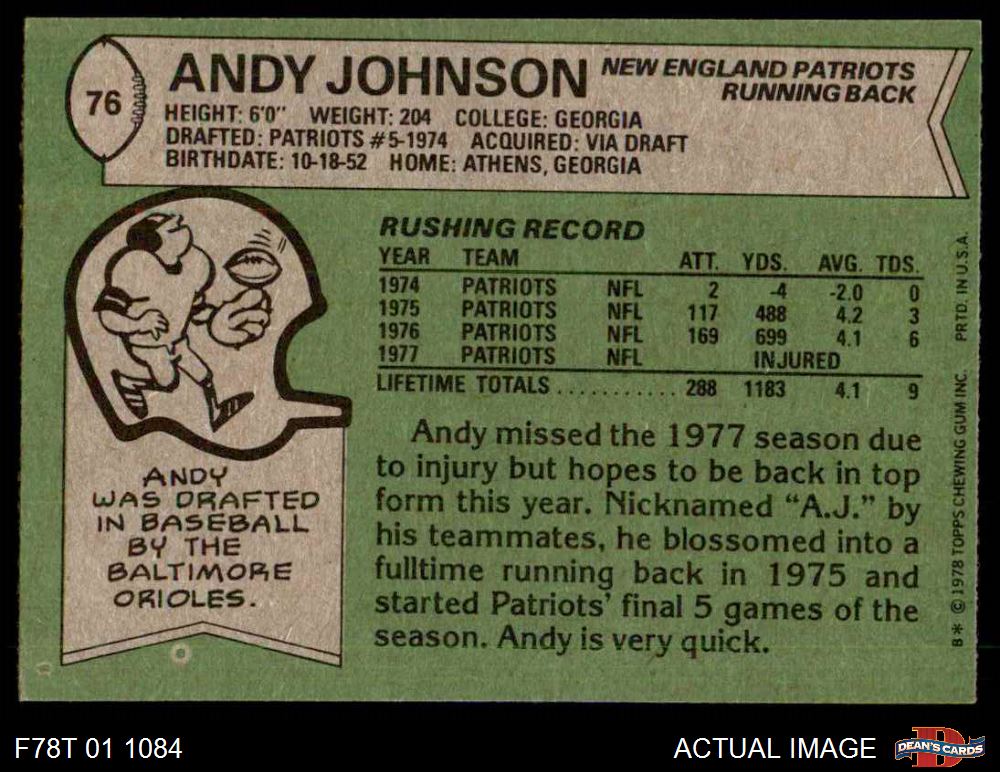 76
ANDY JOHNSON
NEW ENGLAND PATRIOTS
RUNNING BACK
HEIGHT: 6'0" WEIGHT: 204 COLLEGE: GEORGIA
DRAFTED: PATRIOTS #5-1974 ACQUIRED: VIA DRAFT
BIRTHDATE: 10-18-52 HOME: ATHENS, GEORGIA
RUSHING RECORD
YEAR TEAM ATT. YDS. AVG. TDS.
1974 PATRIOTS NFL 2 -4 -2.0 0
1975 PATRIOTS NFL 117 488 4.2 3
1976 PATRIOTS NFL 169 699 4.1 6
1977 PATRIOTS NFL INJURED
LIFETIME TOTALS ........... 288 1183 4.1 9
Andy missed the 1977 season due
to injury but hopes to be back in top
form this year. Nicknamed “A.J.” by
his teammates, he blossomed into a
fulltime running back in 1975 and
started Patriots’ final 5 games of the
season. Andy is very quick.
ANDY
WAS DRAFTED
IN BASEBALL
BY THE
BALTIMORE
ORIOLES.
B* © 1978 TOPPS CHEWING GUM INC. PRTD. IN U.S.A.
F78T 01 1084
ACTUAL IMAGE
D
DEAN'S CARDS